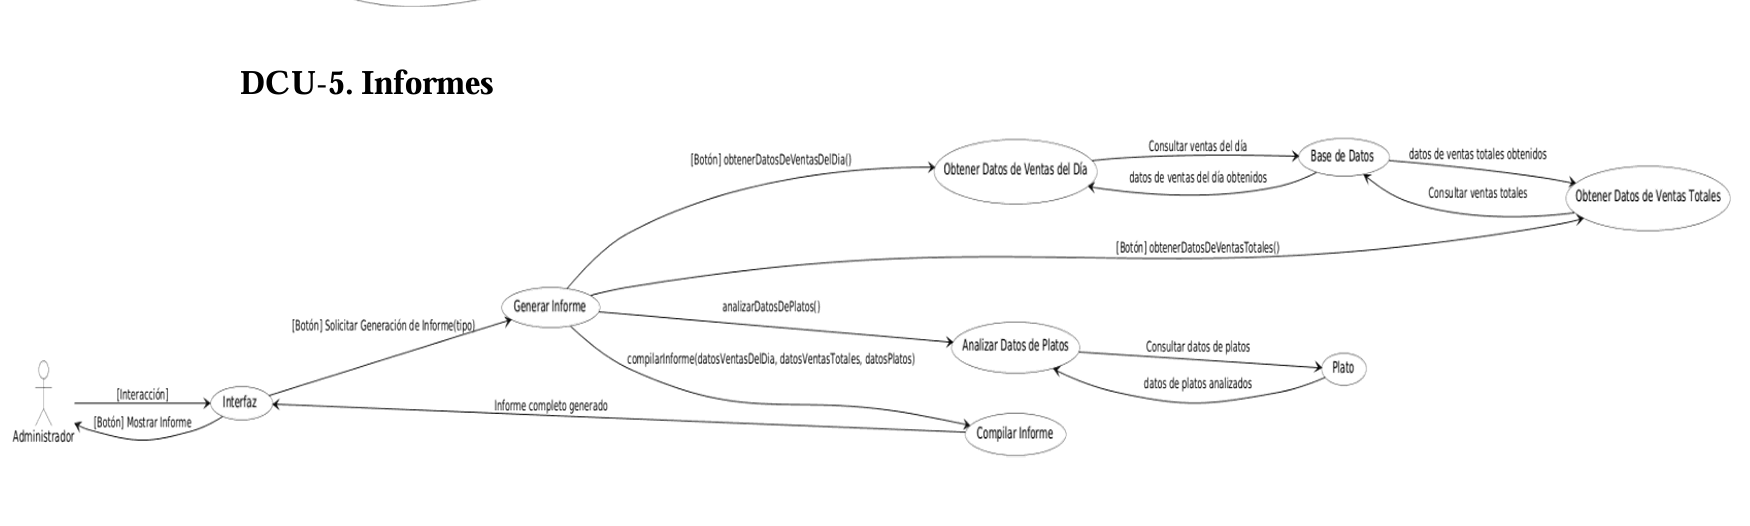 DCU-5. Informes
Consultar ventas del día
datos de ventas totales obtenidos
[Botón] obtenerDatosDeVentasDelDia()
Base de Datos
Obtener Datos de Ventas del Día
datos de ventas del día obtenidos
Consultar ventas totales
Obtener Datos de Ventas Totales
[Botón] obtenerDatosDeVentasTotales()
Generar Informe
analizarDatosDePlatos()
[Botón] Solicitar Generación de Informe(tipo)
Analizar Datos de Platos
Consultar datos de platos
compilarInforme(datosVentasDelDia, datosVentasTotales, datosPlatos)
Plato
datos de platos analizados
[Interacción]
Interfaz
Informe completo generado
[Botón] Mostrar Informe
Administrador
Compilar Informe